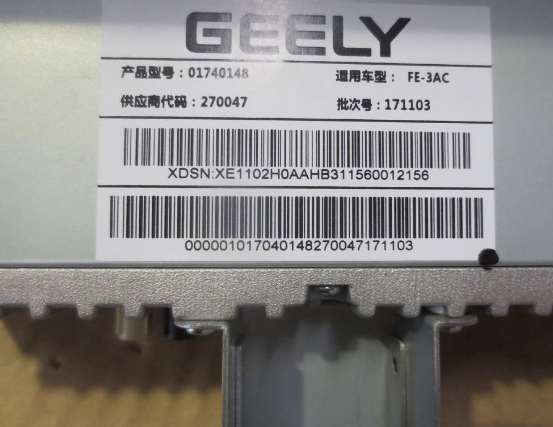 GEELY
产品型号：01740148 适用车型： FE-3AC
供应商代码：270047 批次号：171103
XDSN:XE1102H0AAHB311560012156
000001017040148270047171103